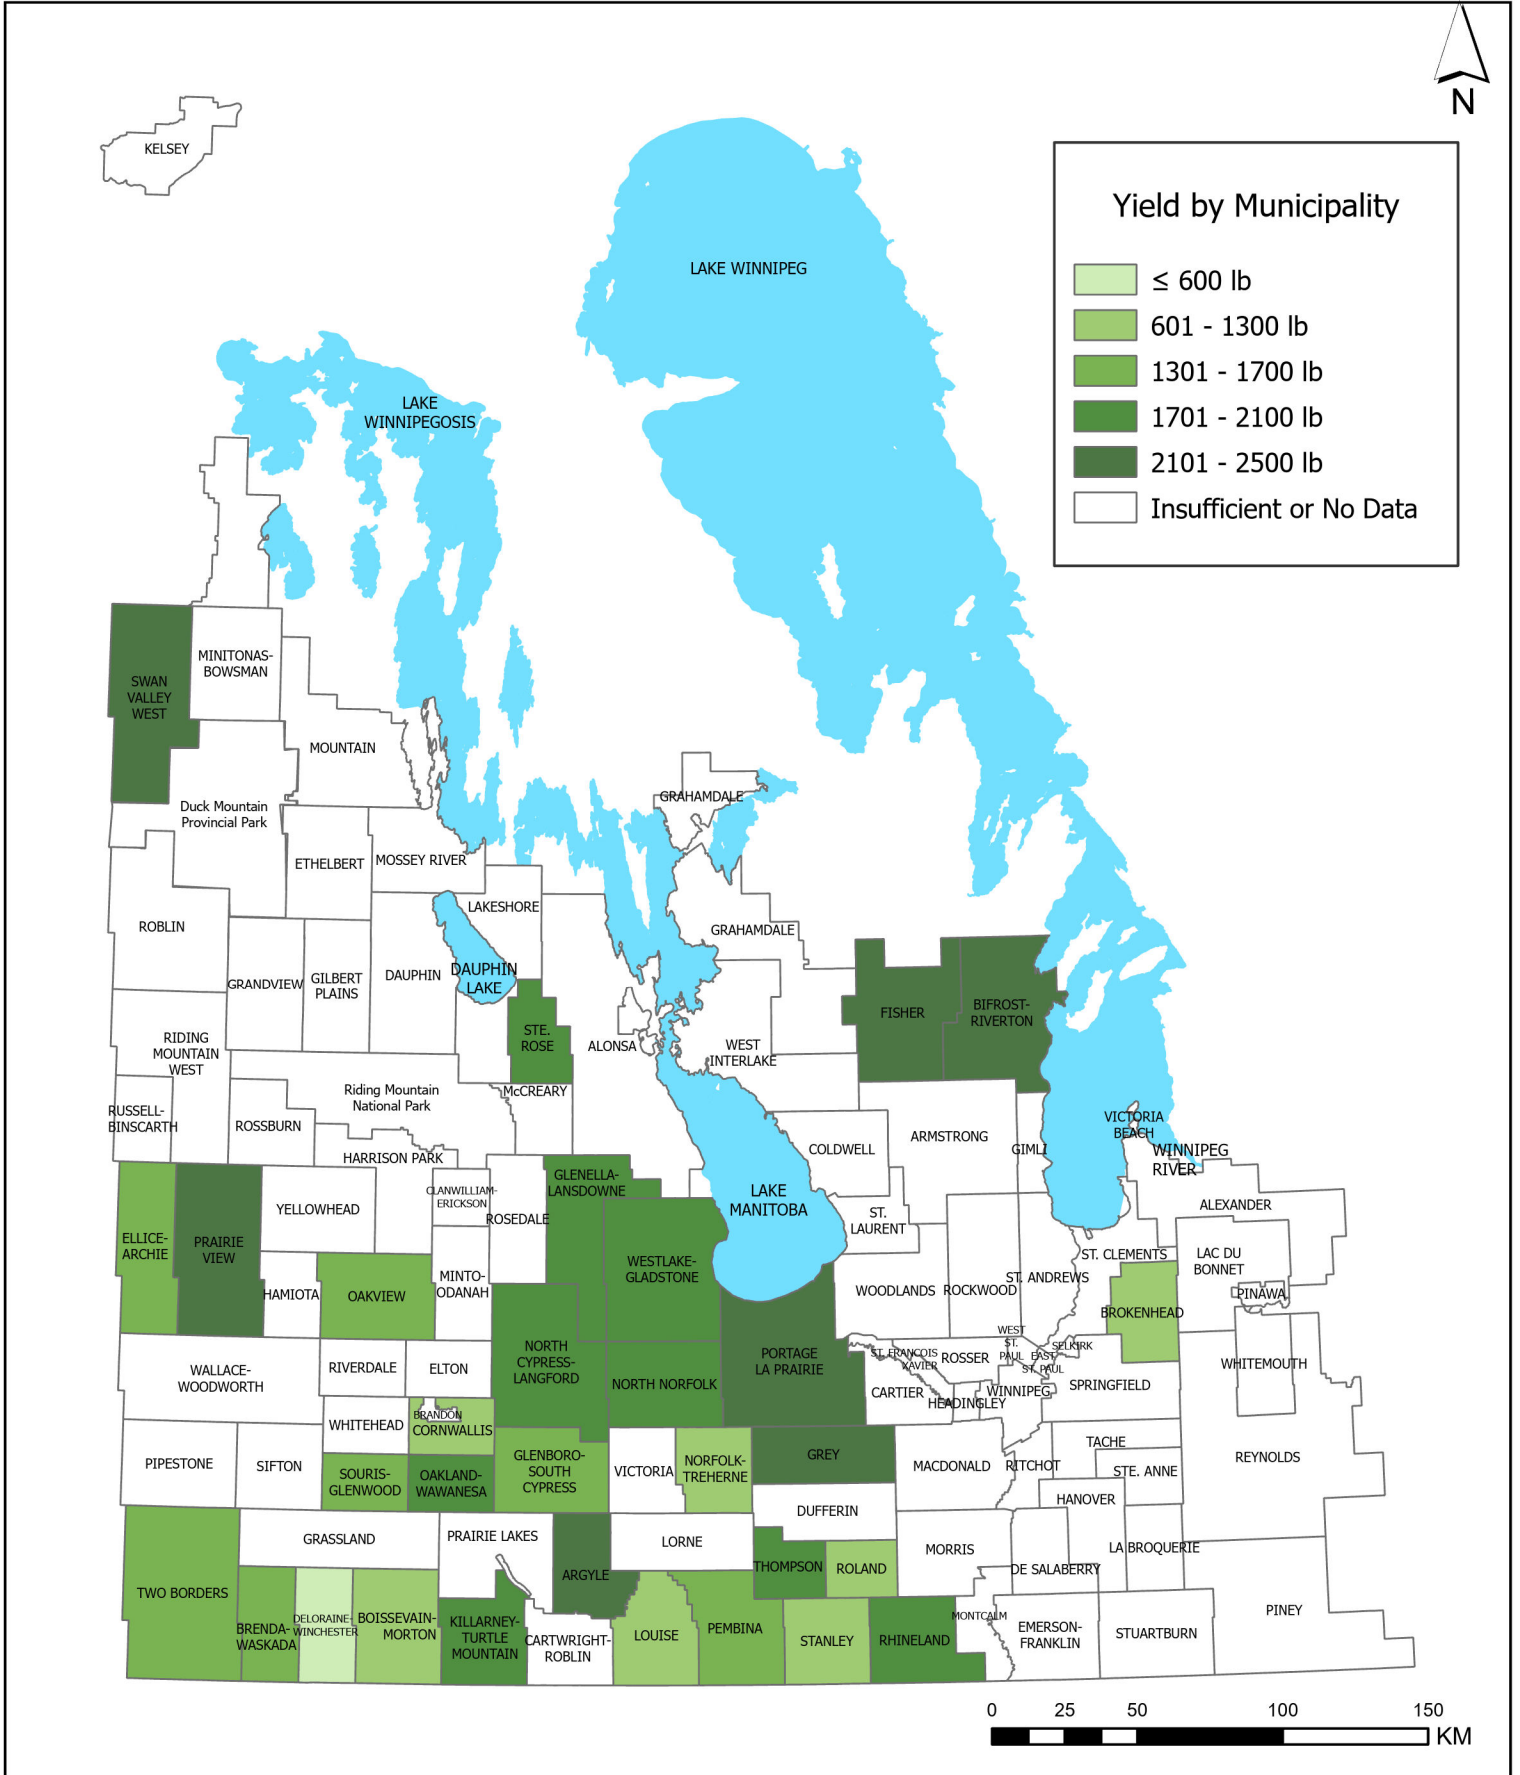 N
KELSEY
Yield by Municipality
≤ 600 lb
601 - 1300 lb
1301 - 1700 lb
1701 - 2100 lb
2101 - 2500 lb
Insufficient or No Data
LAKE WINNIPEG
LAKE
WINNIPEGOSIS
MINITONAS-
BOWSMAN
SWAN
VALLEY
WEST
MOUNTAIN
GRAHAMDALE
Duck Mountain
Provincial Park
ETHELBERT
MOSSEY RIVER
LAKESHORE
ROBLIN
GRAHAMDALE
GRANDVIEW
GILBERT
PLAINS
DAUPHIN
DAUPHIN
LAKE
FISHER
BIFROST-
RIVERTON
STE.
ROSE
ALONSA
WEST
INTERLAKE
RIDING
MOUNTAIN
WEST
Riding Mountain
National Park
McCREARY
RUSSELL-
BINSCARTH
ROSSBURN
HARRISON PARK
COLDWELL
ARMSTRONG
GIMLI
VICTORIA
BEACH
WINNIPEG
RIVER
GLENELLA-
LANSDOWNE
CLANWILLIAM-
ERICKSON
YELLOWHEAD
ROSEDALE
LAKE
MANITOBA
ST.
LAURENT
ALEXANDER
ELLICE-
ARCHIE
PRAIRIE
VIEW
WESTLAKE-
GLADSTONE
ST. CLEMENTS
LAC DU
BONNET
HAMIOTA
OAKVIEW
MINTO-
ODANAH
WOODLANDS
ROCKWOOD
ST. ANDREWS
PINAWA
BROKENHEAD
NORTH
CYPRESS-
LANGFORD
PORTAGE
LA PRAIRIE
ST. FRANCOIS
XAVIER
ROSSER
WEST
ST.
PAUL
EAST
ST. PAUL
SELKIRK
WHITEMOUTH
WALLACE-
WOODWORTH
RIVERDALE
ELTON
NORTH NORFOLK
CARTIER
HEADINGLEY
WINNIPEG
SPRINGFIELD
WHITEHEAD
BRANDON
CORNWALLIS
PIPESTONE
SIFTON
SOURIS-
GLENWOOD
OAKLAND-
WAWANESA
GLENBORO-
SOUTH
CYPRESS
VICTORIA
NORFOLK-
TREHERNE
GREY
MACDONALD
RITCHOT
TACHE
STE. ANNE
REYNOLDS
HANOVER
DUFFERIN
GRASSLAND
PRAIRIE LAKES
LORNE
MORRIS
DE SALABERRY
LA BROQUERIE
TWO BORDERS
ARGYLE
THOMPSON
ROLAND
BRENDA-
WASKADA
DELORAINE-
WINCHESTER
BOISSEVAIN-
MORTON
KILLARNEY-
TURTLE
MOUNTAIN
CARTWRIGHT-
ROBLIN
LOUISE
PEMBINA
STANLEY
RHINELAND
MONTCALM
EMERSON-
FRANKLIN
STUARTBURN
PINEY
0 25 50 100 150
KM